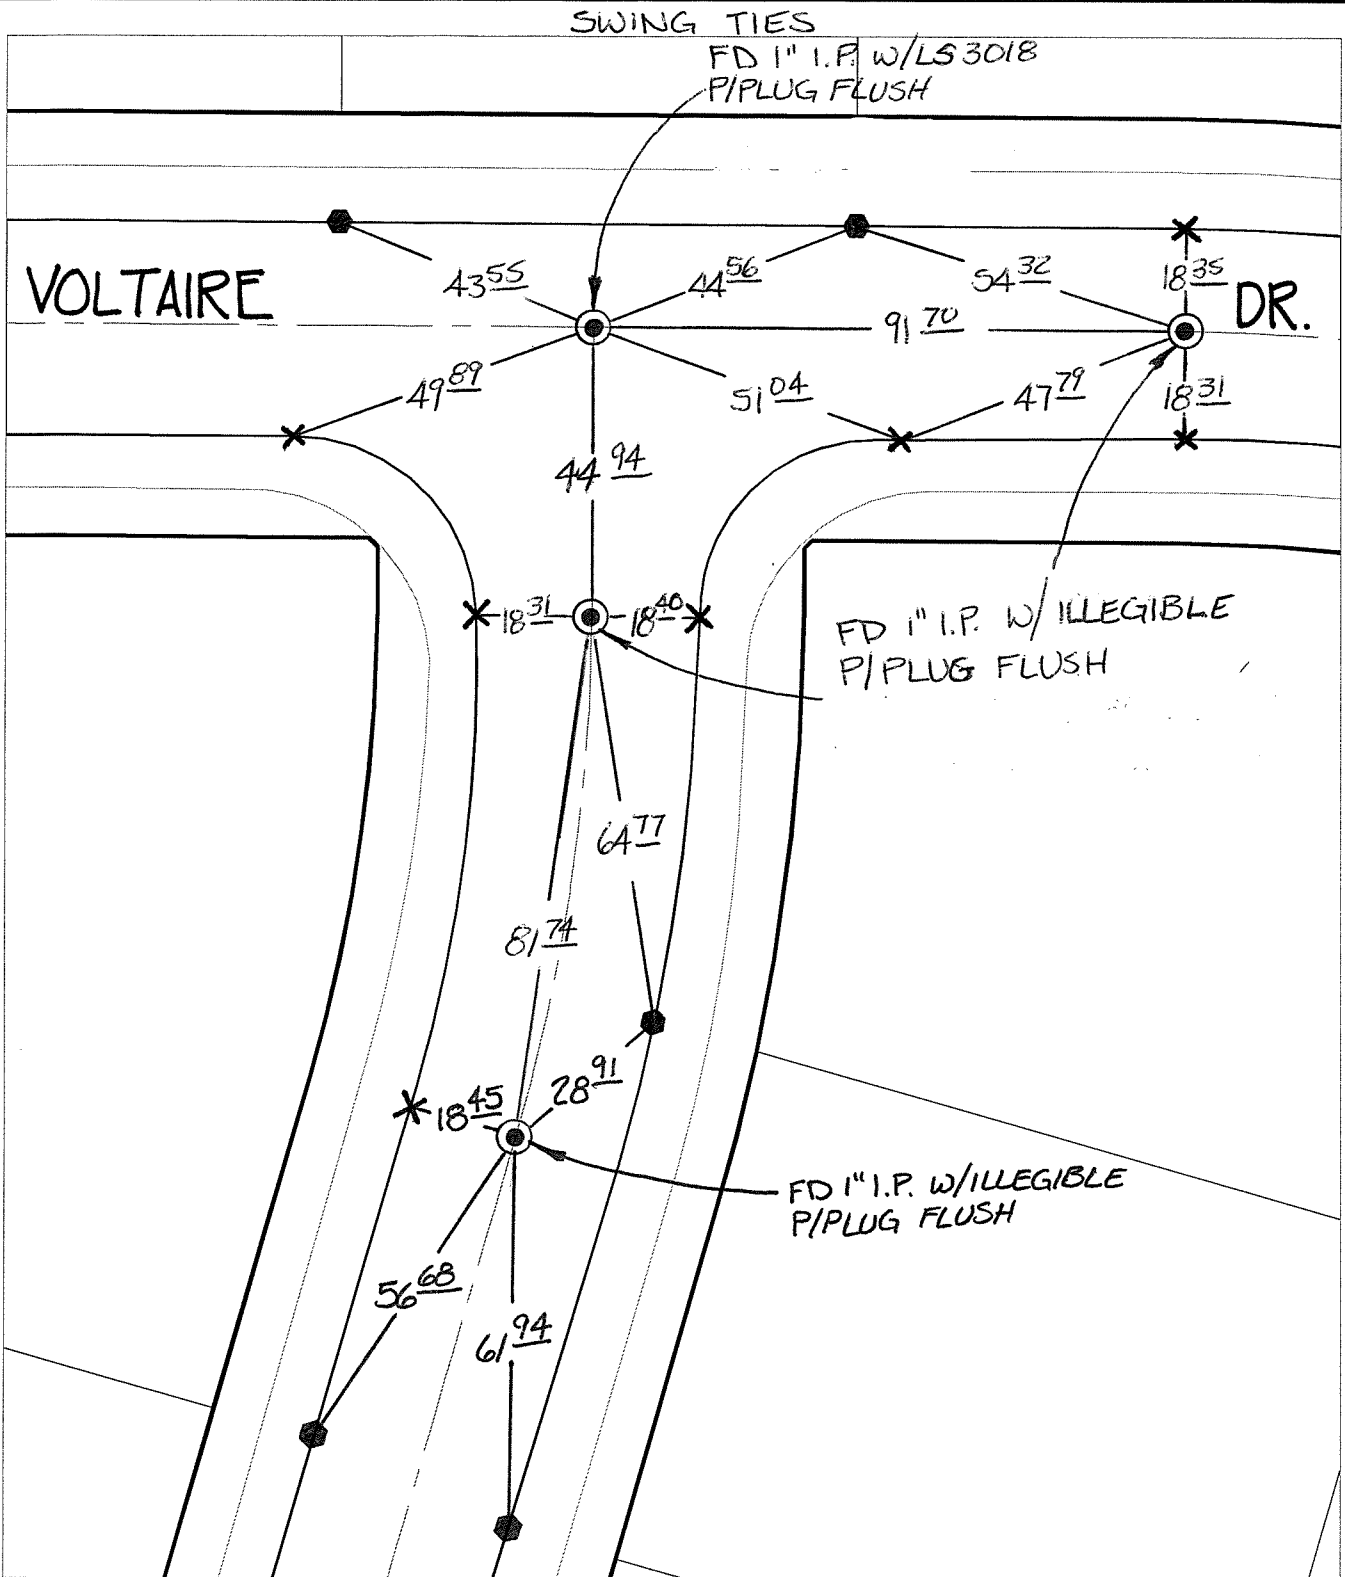 SWING TIES
FD 1" I.P. W/LS 3018
P/PLUG FLUSH
VOLTAIRE
43 55
44 56
54 32
18 35
DR.
91 70
49 89
51 04
47 79
18 31
44 94
18 31
18 40
FD 1" I.P. W/ ILLEGIBLE
P/PLUG FLUSH
64 77
81 74
28 91
18 45
FD 1" I.P. W/ILLEGIBLE
P/PLUG FLUSH
56 68
61 94